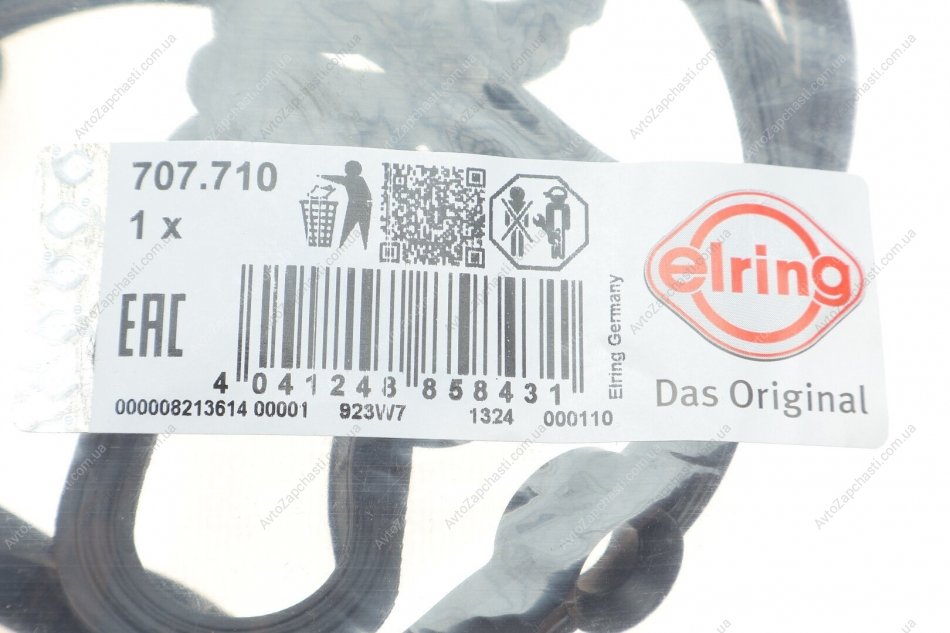 707.710
1 x
EAC
4 041248 858431
000008213614 00001 923W7 1324 000110
Elring Germany
elring
Das Original
AvtoZapchasti.com.ua